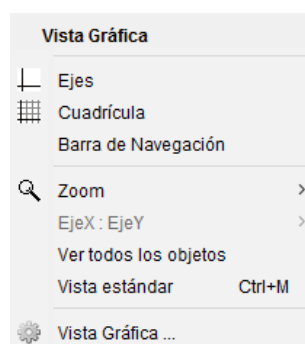 Vista Gráfica
Ejes
Cuadrícula
Barra de Navegación
Zoom
EjeX : EjeY
Ver todos los objetos
Vista estándar Ctrl+M
Vista Gráfica ...